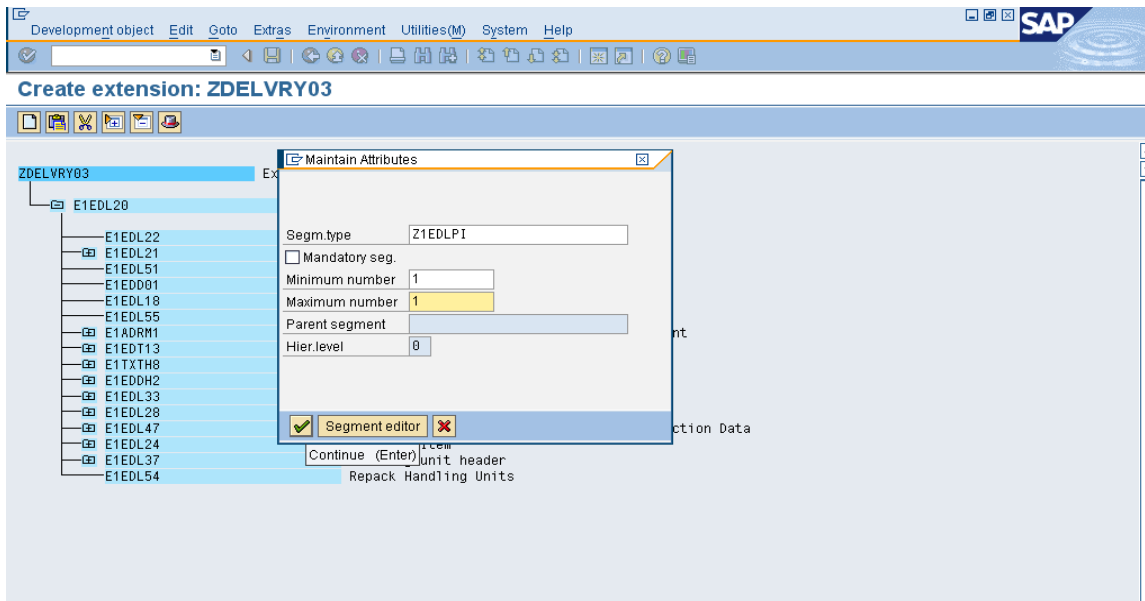 Development object Edit Goto Extras Environment Utilities(M) System Help
SAP
Create extension: ZDELVRY03
Maintain Attributes
ZDELVRY03 Ex
E1EDL20
E1EDL22
E1EDL21
E1EDL51
E1EDD01
E1EDL18
E1EDL55
E1ADRM1 nt
E1EDT13
E1TXTH8
E1EDDH2
E1EDL33
E1EDL28
E1EDL47 ction Data
E1EDL24 Item
E1EDL37 unit header
E1EDL54 Repack Handling Units
Segm.type Z1EDLPI
Mandatory seg.
Minimum number 1
Maximum number 1
Parent segment
Hier.level 0
Segment editor
Continue (Enter)